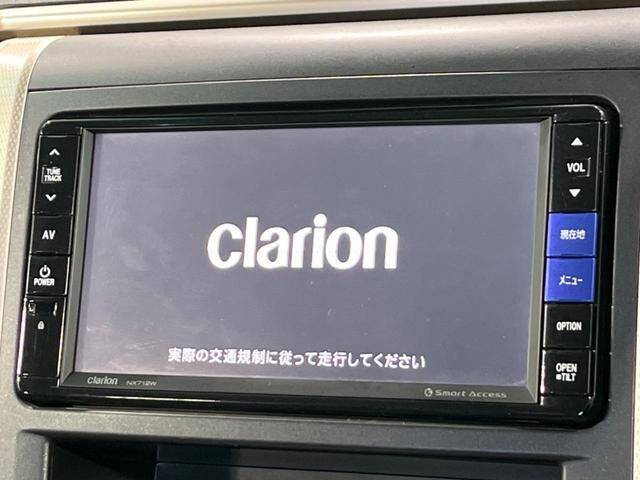 TUNE
TRACK
AV
POWER
clarion
実際の交通規制に従って走行してください
clarion NX712W
Smart Access
VOL
現在地
メニュー
OPTION
OPEN
TILT